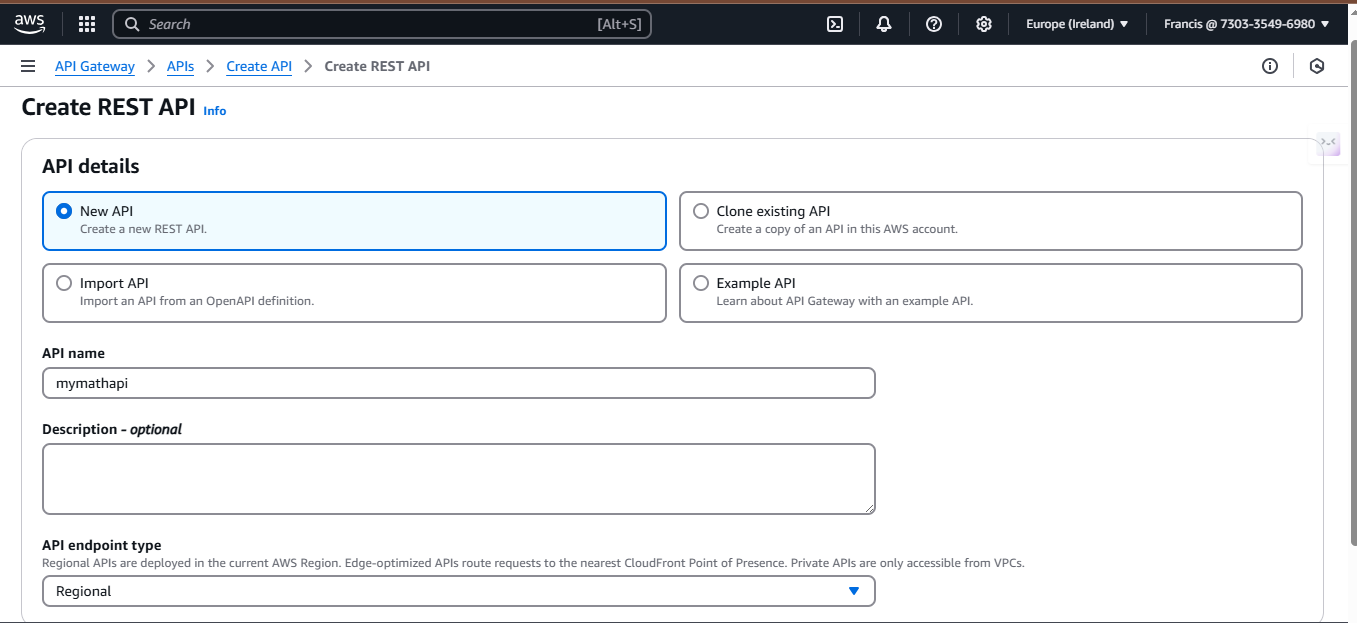 aws Search [Alt+S] Europe (Ireland) Francis @ 7303-3549-6980
API Gateway APIs Create API Create REST API
Create REST API Info
API details
New API
Create a new REST API.
Clone existing API
Create a copy of an API in this AWS account.
Import API
Import an API from an OpenAPI definition.
Example API
Learn about API Gateway with an example API.
API name
mymathapi
Description - optional
API endpoint type
Regional APIs are deployed in the current AWS Region. Edge-optimized APIs route requests to the nearest CloudFront Point of Presence. Private APIs are only accessible from VPCs.
Regional